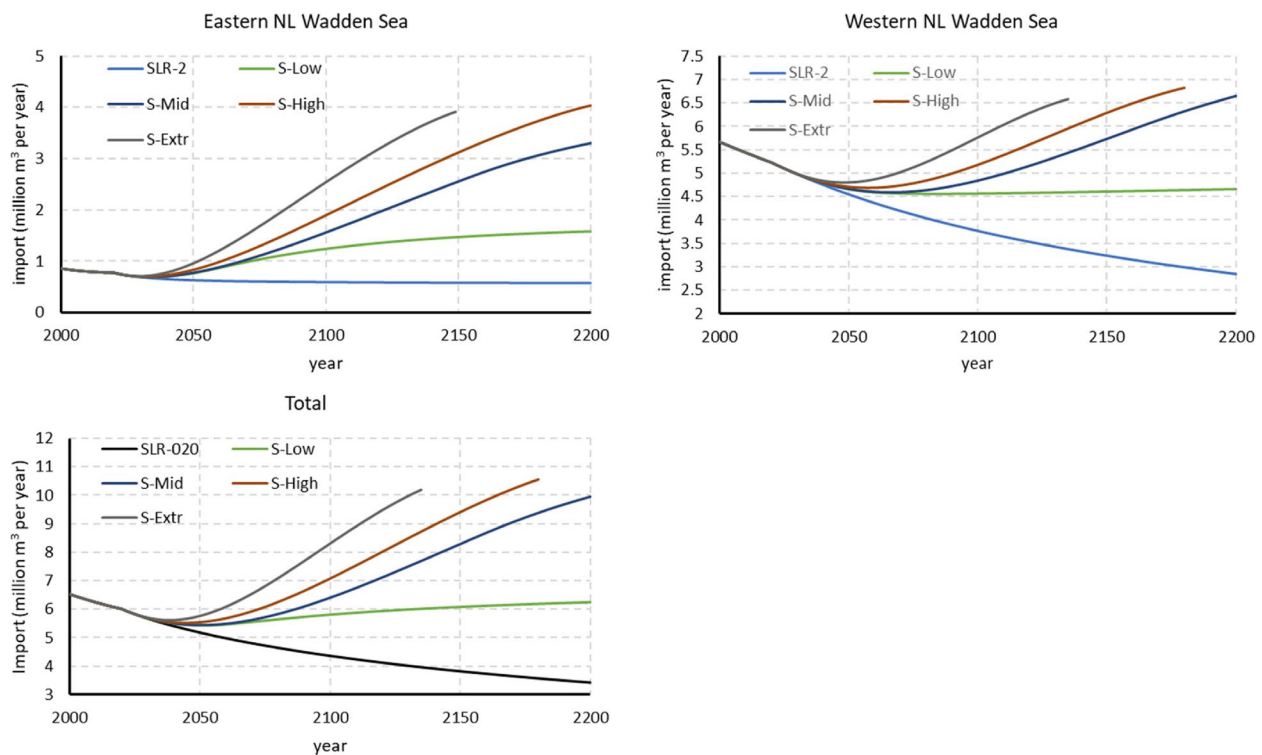 Eastern NL Wadden Sea
import (million m³ per year)
5
4
3
2
1
0
SLR-2 S-Low
S-Mid S-High
S-Extr
2000 2050 2100 2150 2200
year
Western NL Wadden Sea
import (million m³ per year)
7.5
7
6.5
6
5.5
5
4.5
4
3.5
3
2.5
2
SLR-2 S-Low
S-Mid S-High
S-Extr
2000 2050 2100 2150 2200
year
Total
Import (million m³ per year)
12
11
10
9
8
7
6
5
4
3
SLR-020 S-Low
S-Mid S-High
S-Extr
2000 2050 2100 2150 2200
year